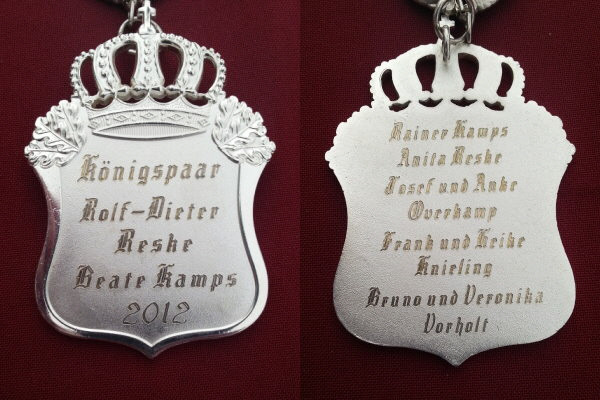 Königspaar
Rolf-Dieter
Reske
Beate Kamps
2012
Rainer Kamps
Anita Reske
Josef und Anke
Overkamp
Frank und Heike
Knieling
Bruno und Veronika
Vorholt